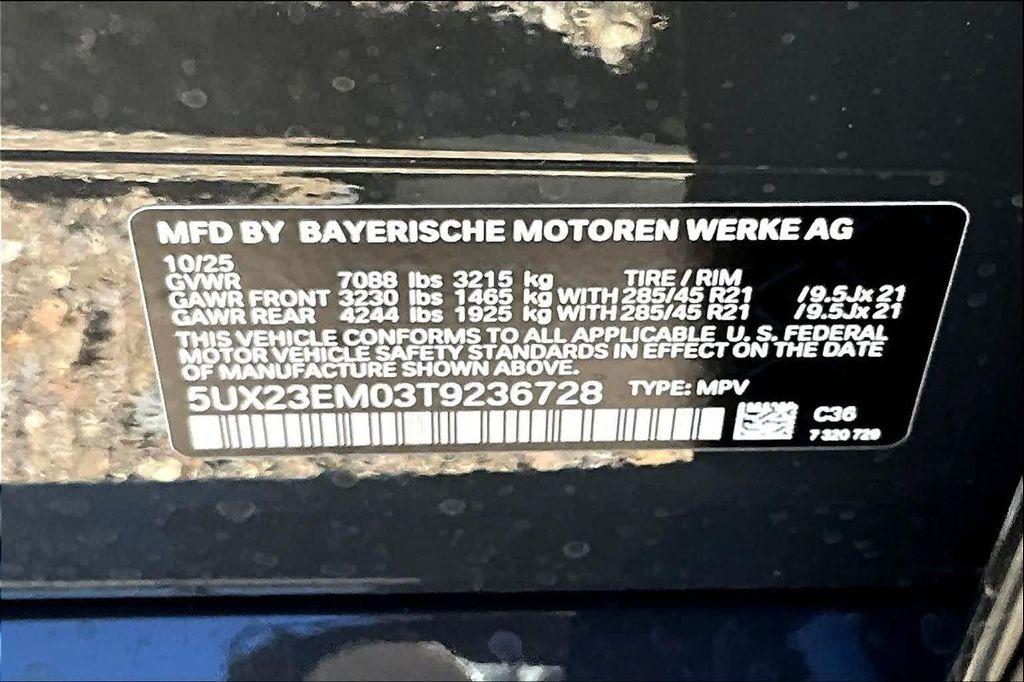 MFD BY BAYERISCHE MOTOREN WERKE AG
10/25
GVWR 7088 lbs 3215 kg TIRE / RIM
GAWR FRONT 3230 lbs 1465 kg WITH 285/45 R21 / 9.5Jx 21
GAWR REAR 4244 lbs 1925 kg WITH 285/45 R21 / 9.5Jx 21
THIS VEHICLE CONFORMS TO ALL APPLICABLE U.S. FEDERAL
MOTOR VEHICLE SAFETY STANDARDS IN EFFECT ON THE DATE
OF MANUFACTURE SHOWN ABOVE.
5UX23EM03T9236728 TYPE: MPV
C36
7 320 729